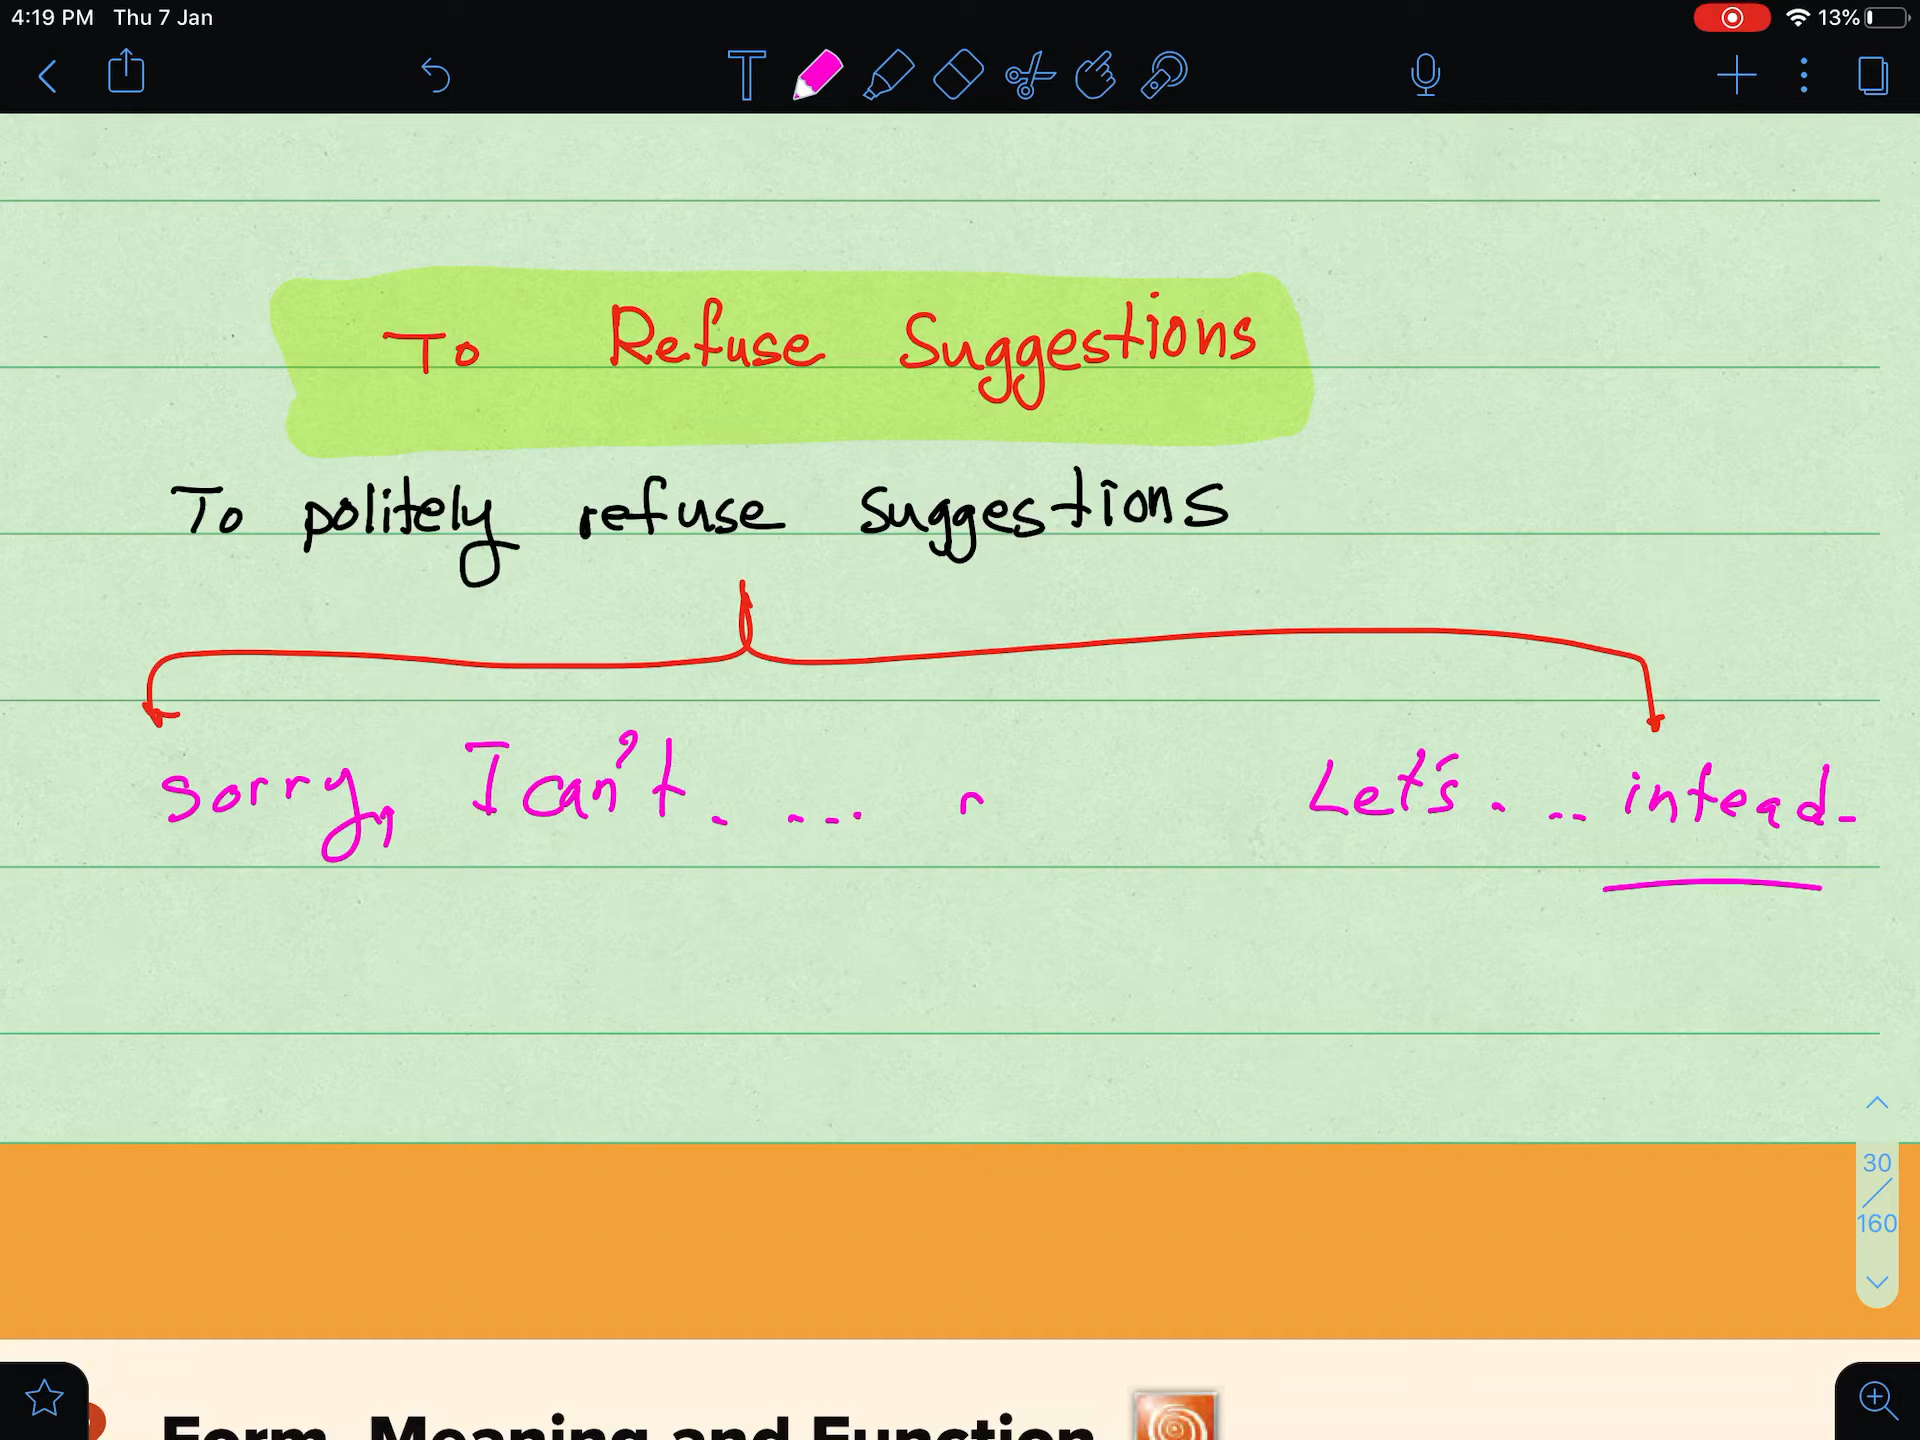 4:19 PM Thu 7 Jan 13%
To Refuse Suggestions
To politely refuse suggestions
sorry, I can't. ... Let's. .. intead.
30
160
Form, Meaning and Function